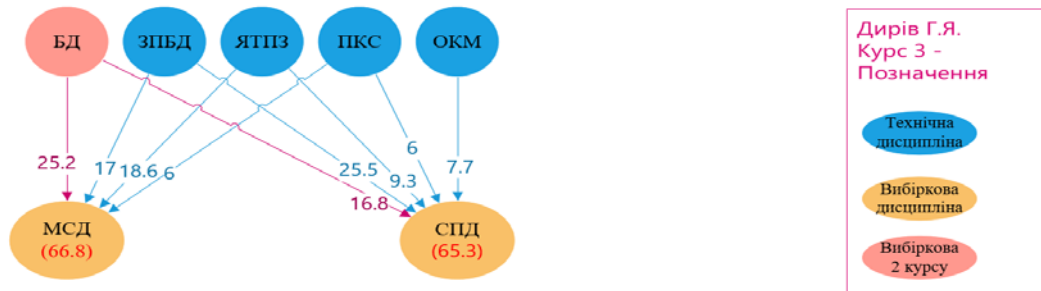 БД
ЗПБД
ЯТПЗ
ПКС
ОКМ
25.2
17
18.6
6
25.5
16.8
9.3
6
7.7
МСД
(66.8)
СПД
(65.3)
Дирів Г.Я.
Курс 3 -
Позначення
Технічна
дисципліна
Вибіркова
дисципліна
Вибіркова
2 курсу